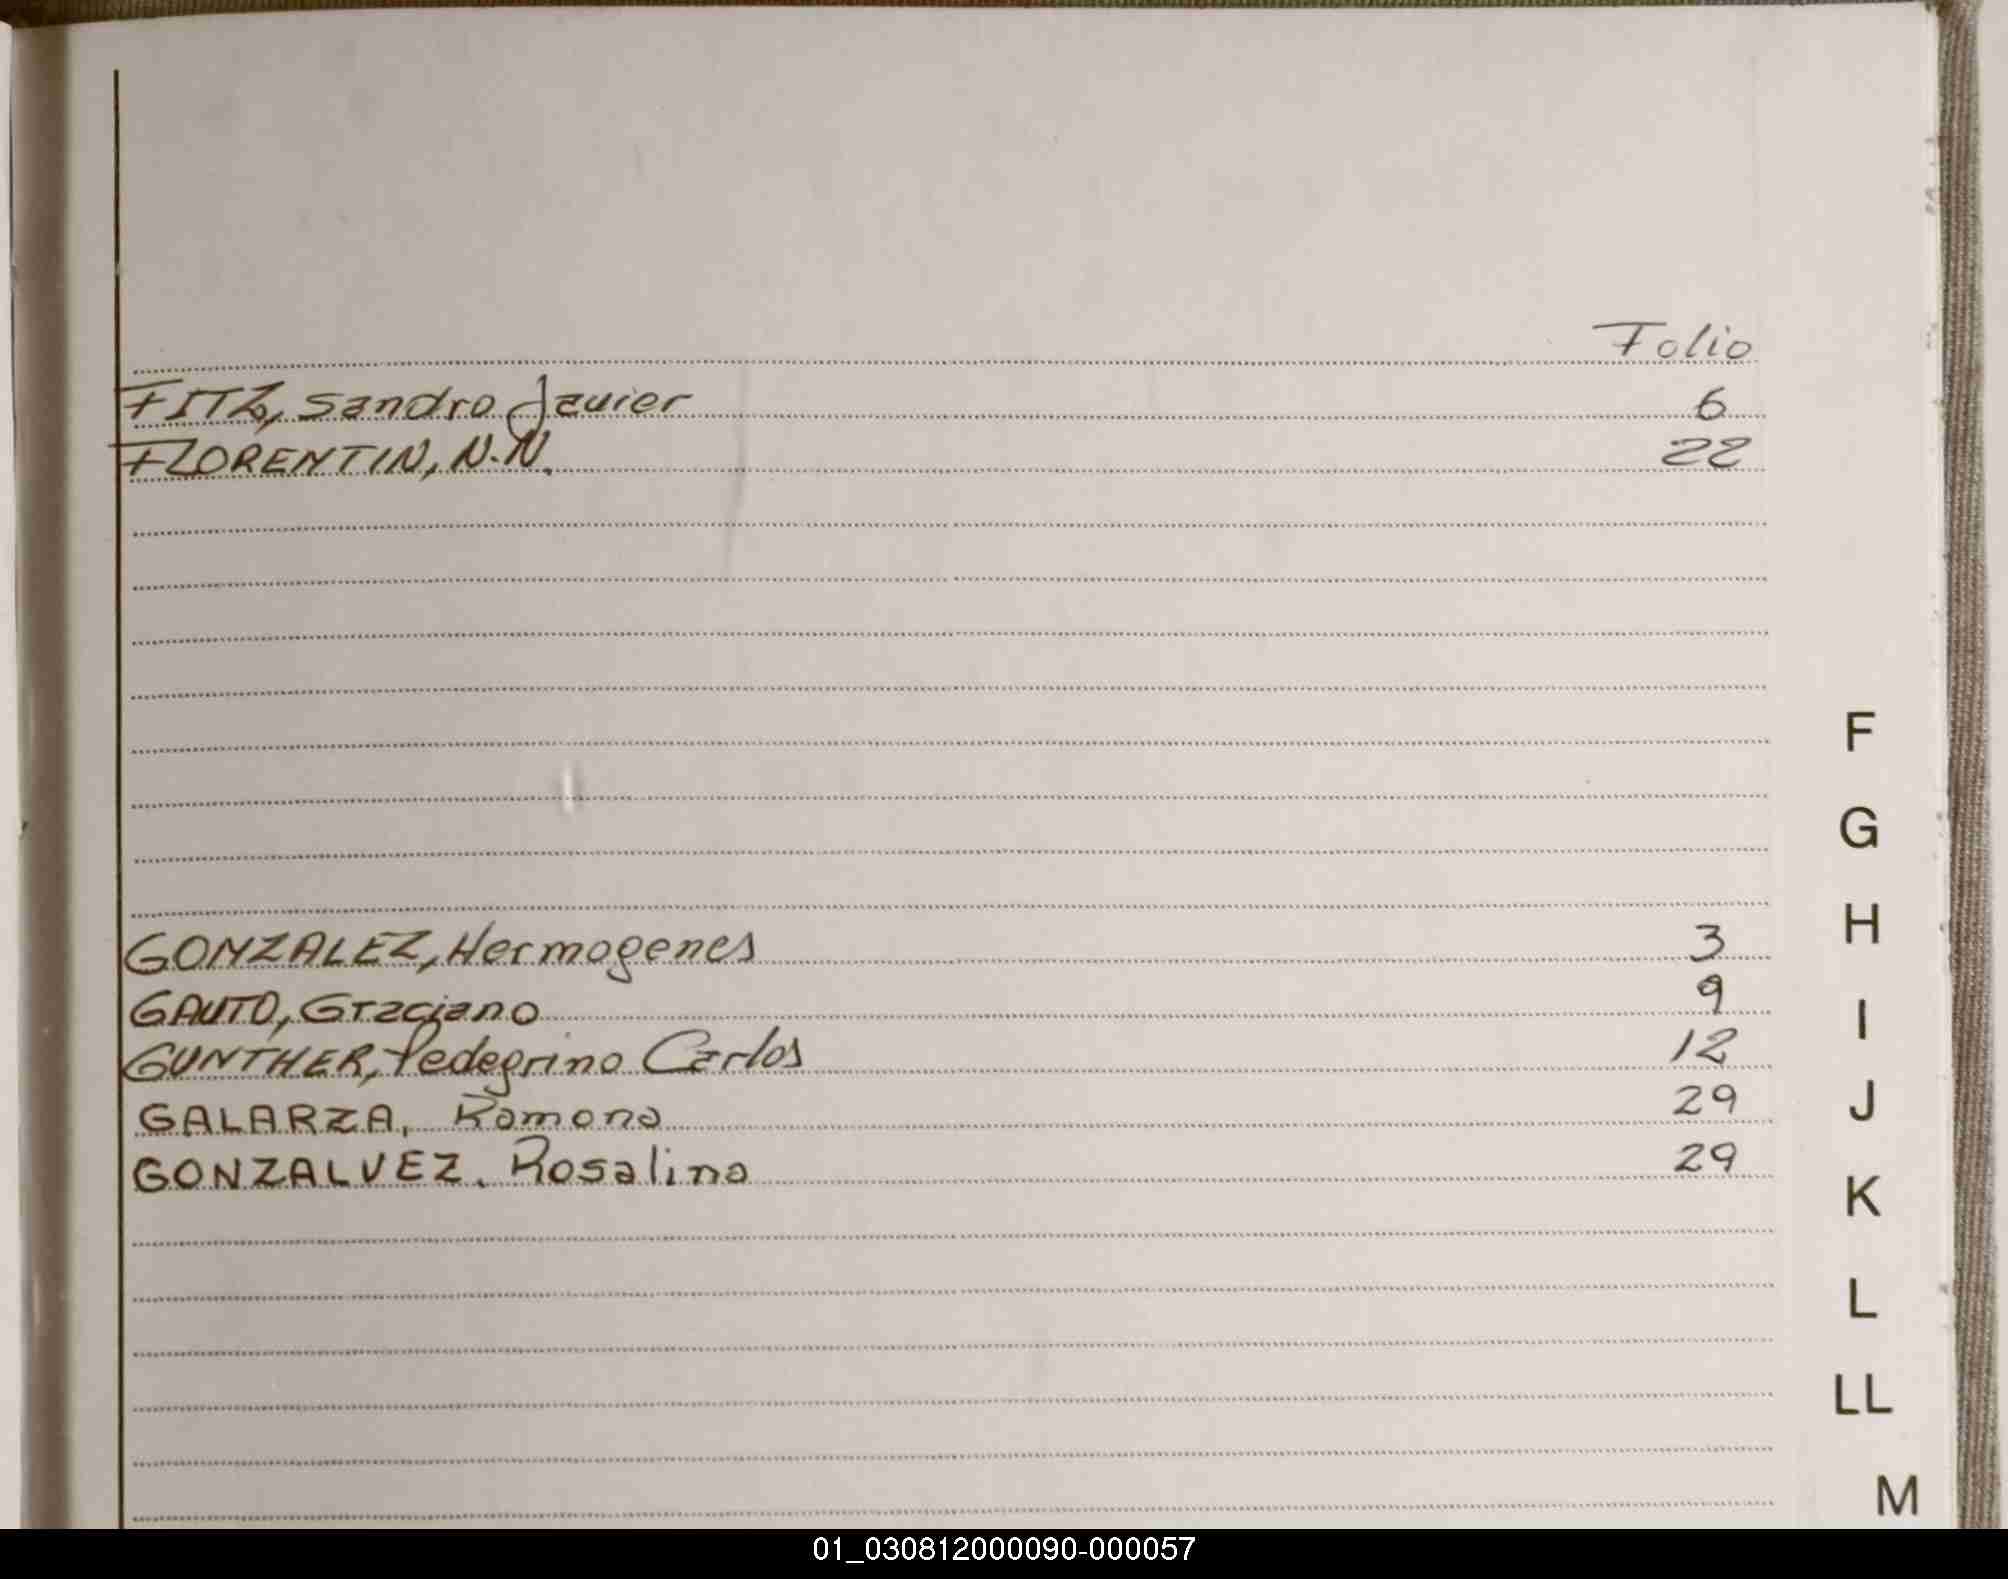 Folio
FITZ, Sandro Javier 6
FLORENTIN, N.N. 22
GONZALEZ, Hermogenes 3
GAUTO, Graciano 9
GUNTHER, Pedegrino Carlos 12
GALARZA, Ramona 29
GONZALVEZ, Rosalino 29
F
G
H
I
J
K
L
LL
M
01_030812000090-000057